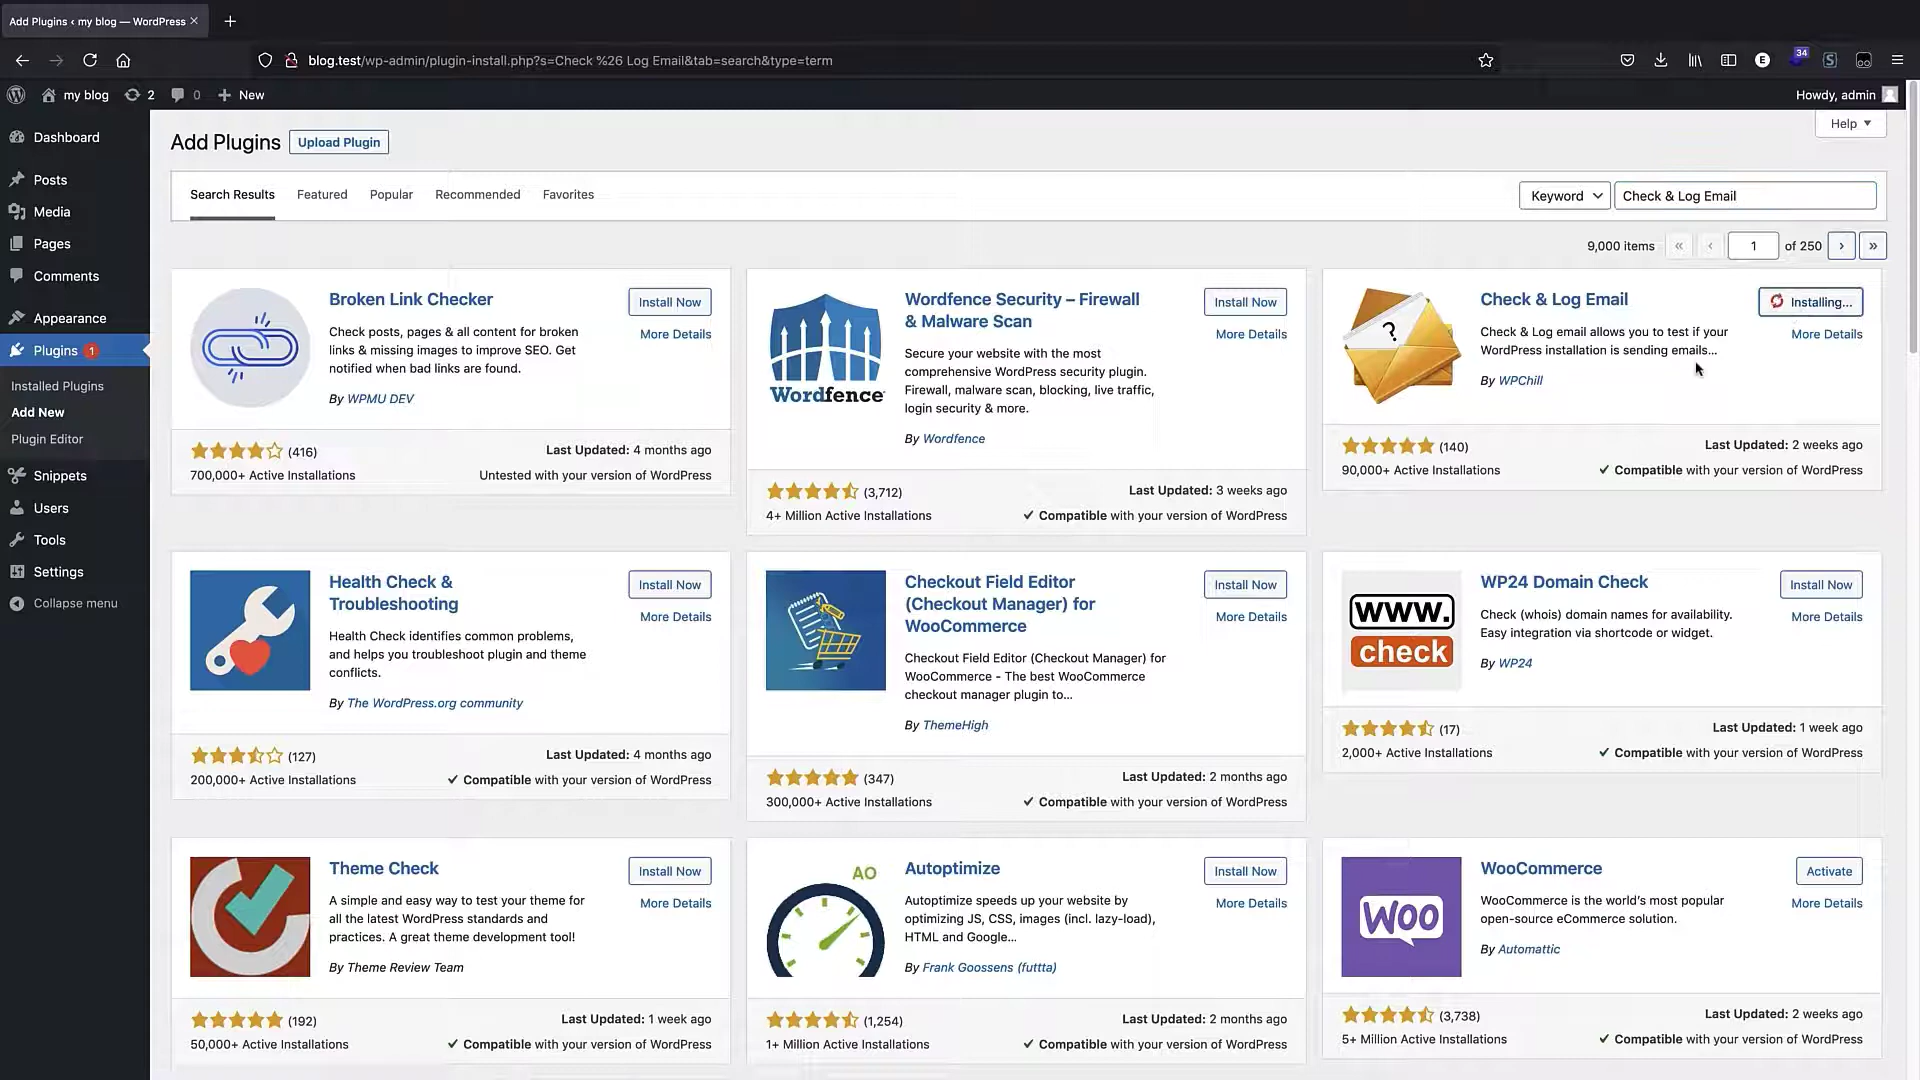 Add Plugins ‹ my blog — WordPress
blog.test/wp-admin/plugin-install.php?s=Check %26 Log Email&tab=search&type=term
E
34
S
my blog
2
0
New
Howdy, admin
Dashboard
Posts
Media
Pages
Comments
Appearance
Plugins 1
Installed Plugins
Add New
Plugin Editor
Snippets
Users
Tools
Settings
Collapse menu
Add Plugins
Upload Plugin
Help
Search Results
Featured
Popular
Recommended
Favorites
Keyword
Check & Log Email
9,000 items
«
‹
1
of 250
›
»
Broken Link Checker
Install Now
More Details
Check posts, pages & all content for broken
links & missing images to improve SEO. Get
notified when bad links are found.
By WPMU DEV
(416)
Last Updated: 4 months ago
700,000+ Active Installations
Untested with your version of WordPress
Wordfence
Wordfence Security – Firewall
& Malware Scan
Install Now
More Details
Secure your website with the most
comprehensive WordPress security plugin.
Firewall, malware scan, blocking, live traffic,
login security & more.
By Wordfence
(3,712)
Last Updated: 3 weeks ago
4+ Million Active Installations
✓ Compatible with your version of WordPress
?
Check & Log Email
Installing...
More Details
Check & Log email allows you to test if your
WordPress installation is sending emails...
By WPChill
(140)
Last Updated: 2 weeks ago
90,000+ Active Installations
✓ Compatible with your version of WordPress
Health Check &
Troubleshooting
Install Now
More Details
Health Check identifies common problems,
and helps you troubleshoot plugin and theme
conflicts.
By The WordPress.org community
(127)
Last Updated: 4 months ago
200,000+ Active Installations
✓ Compatible with your version of WordPress
Checkout Field Editor
(Checkout Manager) for
WooCommerce
Install Now
More Details
Checkout Field Editor (Checkout Manager) for
WooCommerce - The best WooCommerce
checkout manager plugin to...
By ThemeHigh
(347)
Last Updated: 2 months ago
300,000+ Active Installations
✓ Compatible with your version of WordPress
www.
check
WP24 Domain Check
Install Now
More Details
Check (whois) domain names for availability.
Easy integration via shortcode or widget.
By WP24
(17)
Last Updated: 1 week ago
2,000+ Active Installations
✓ Compatible with your version of WordPress
Theme Check
Install Now
More Details
A simple and easy way to test your theme for
all the latest WordPress standards and
practices. A great theme development tool!
By Theme Review Team
(192)
Last Updated: 1 week ago
50,000+ Active Installations
✓ Compatible with your version of WordPress
AO
Autoptimize
Install Now
More Details
Autoptimize speeds up your website by
optimizing JS, CSS, images (incl. lazy-load),
HTML and Google...
By Frank Goossens (futtta)
(1,254)
Last Updated: 2 months ago
1+ Million Active Installations
✓ Compatible with your version of WordPress
WOO
WooCommerce
Activate
More Details
WooCommerce is the world's most popular
open-source eCommerce solution.
By Automattic
(3,738)
Last Updated: 2 weeks ago
5+ Million Active Installations
✓ Compatible with your version of WordPress